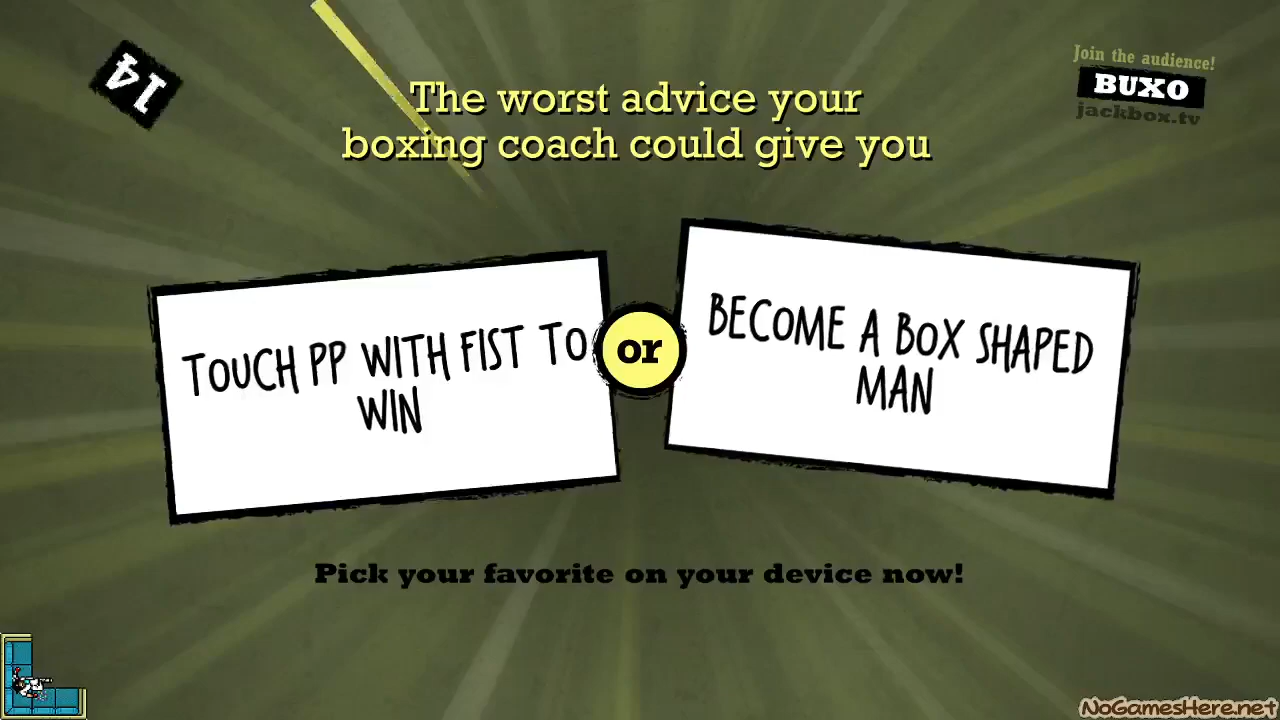 14
The worst advice your
boxing coach could give you
Join the audience!
BUXO
jackbox.tv
TOUCH PP WITH FIST TO
WIN
or
BECOME A BOX SHAPED
MAN
Pick your favorite on your device now!
NoGamesHere.net